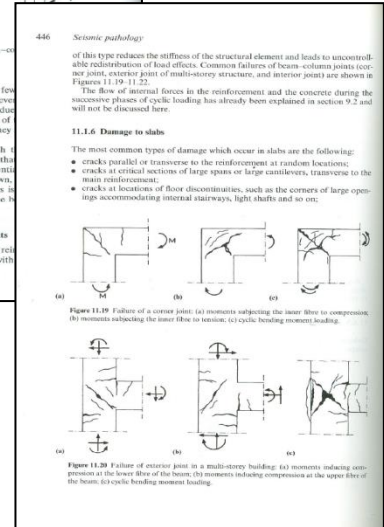 446 Seismic pathology
of this type reduces the stiffness of the structural element and leads to uncontroll-
able redistribution of load effects. Common failures of beam–column joints (cor-
ner joint, exterior joint of multi-storey structure, and interior joint) are shown in
Figures 11.19–11.22.
The flow of internal forces in the reinforcement and the concrete during the
successive phases of cyclic loading has already been explained in section 9.2 and
will not be discussed here.
11.1.6 Damage to slabs
The most common types of damage which occur in slabs are the following:
• cracks parallel or transverse to the reinforcement at random locations;
• cracks at critical sections of large spans or large cantilevers, transverse to the
main reinforcement;
• cracks at locations of floor discontinuities, such as the corners of large open-
ings accommodating internal stairways, light shafts and so on;
M
(a) M (b) (c)
Figure 11.19 Failure of a corner joint: (a) moments subjecting the inner fibre to compression;
(b) moments subjecting the inner fibre to tension; (c) cyclic bending moment loading.
(a) (b) (c)
Figure 11.20 Failure of exterior joint in a multi-storey building: (a) moments inducing com-
pression at the lower fibre of the beam; (b) moments inducing compression at the upper fibre of
the beam; (c) cyclic bending moment loading.